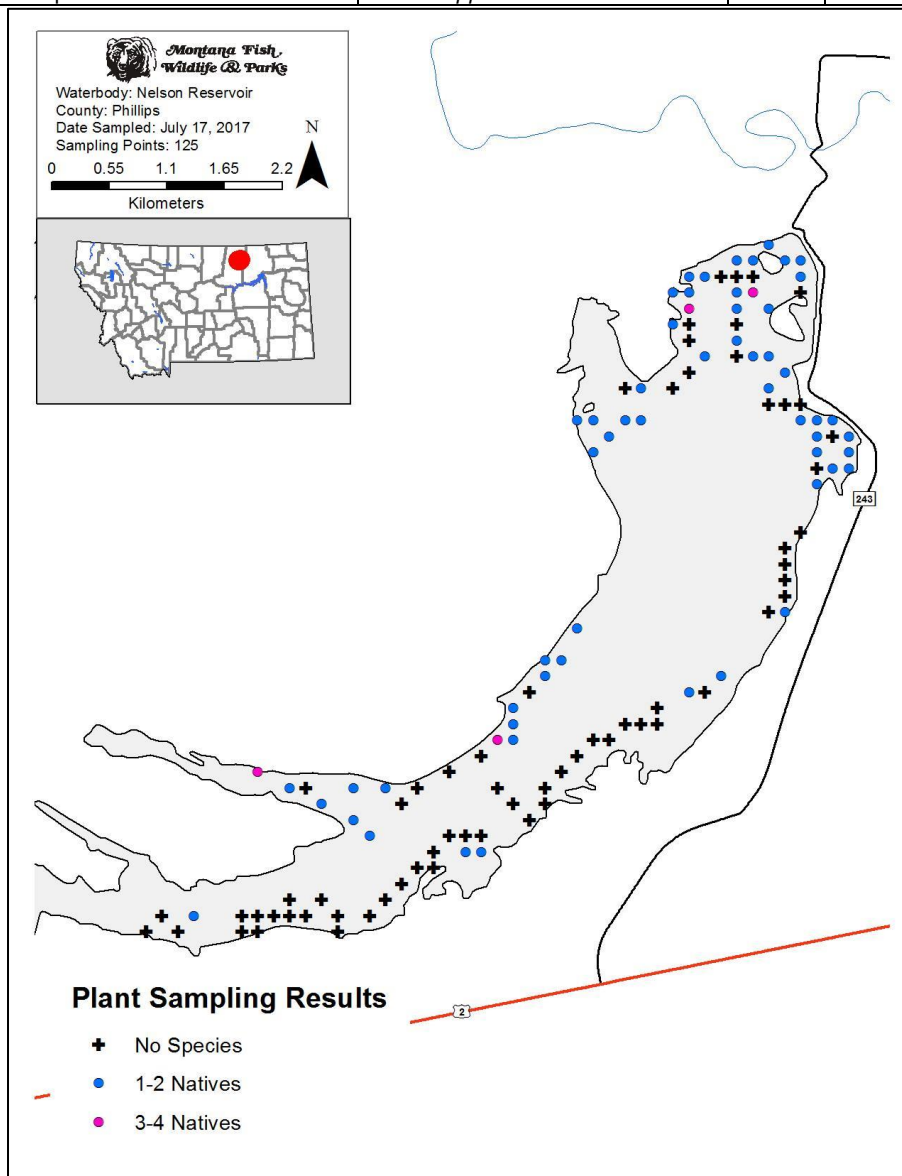 Montana Fish,
Wildlife & Parks
Waterbody: Nelson Reservoir
County: Phillips
Date Sampled: July 17, 2017
Sampling Points: 125
N
0 0.55 1.1 1.65 2.2
Kilometers
243
2
Plant Sampling Results
No Species
1-2 Natives
3-4 Natives